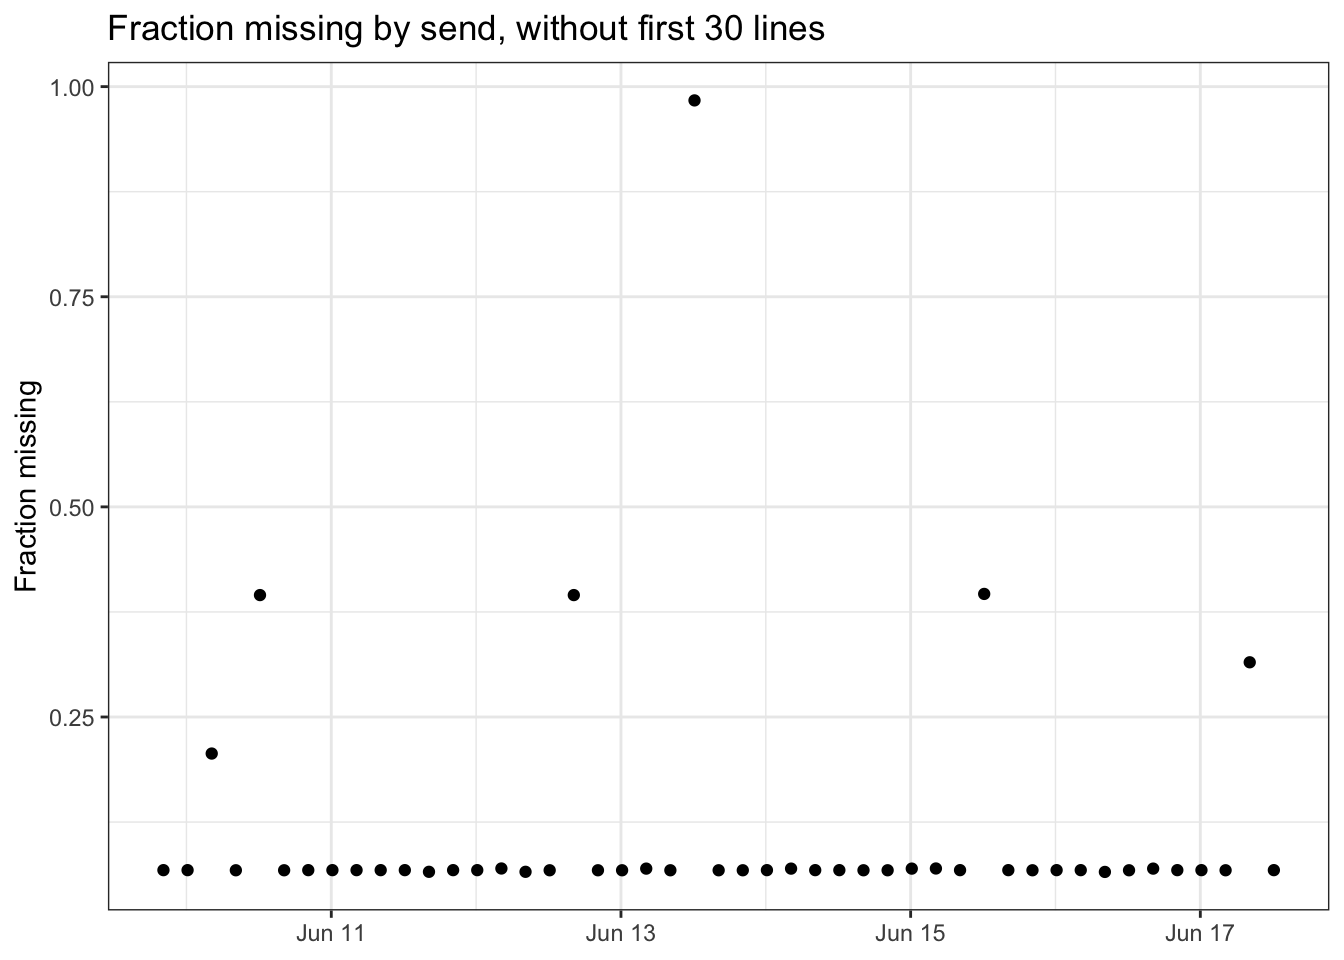 Fraction missing by send, without first 30 lines
1.00
0.75
0.50
0.25
Fraction missing
Jun 11
Jun 13
Jun 15
Jun 17